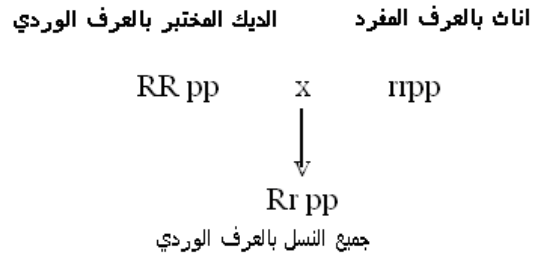 اناث بالعرف المفرد الديك المختبر بالعرف الوردي
RR pp x rrpp
Rr pp
جميع النسل بالعرف الوردي